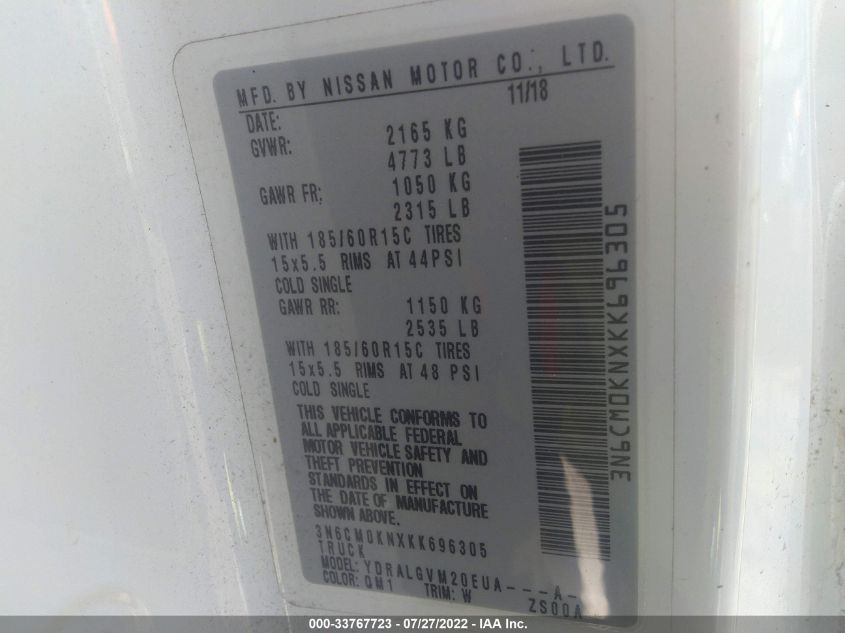 MFD. BY NISSAN MOTOR CO., LTD.
DATE: 11/18
GVWR: 2165 KG
4773 LB
GAWR FR: 1050 KG
2315 LB
WITH 185/60R15C TIRES
15x5.5 RIMS AT 44PSI
COLD SINGLE
GAWR RR: 1150 KG
2535 LB
WITH 185/60R15C TIRES
15x5.5 RIMS AT 48 PSI
COLD SINGLE
THIS VEHICLE CONFORMS TO
ALL APPLICABLE FEDERAL
MOTOR VEHICLE SAFETY AND
THEFT PREVENTION
STANDARDS IN EFFECT ON
THE DATE OF MANUFACTURE
SHOWN ABOVE.
3N6CM0KNXKK696305
TRUCK
MODEL: YDRALGVM20EUA---A-
COLOR: QM1 TRIM: W ZS00A
3N6CM0KNXKK696305
000-33767723 - 07/27/2022 - IAA Inc.